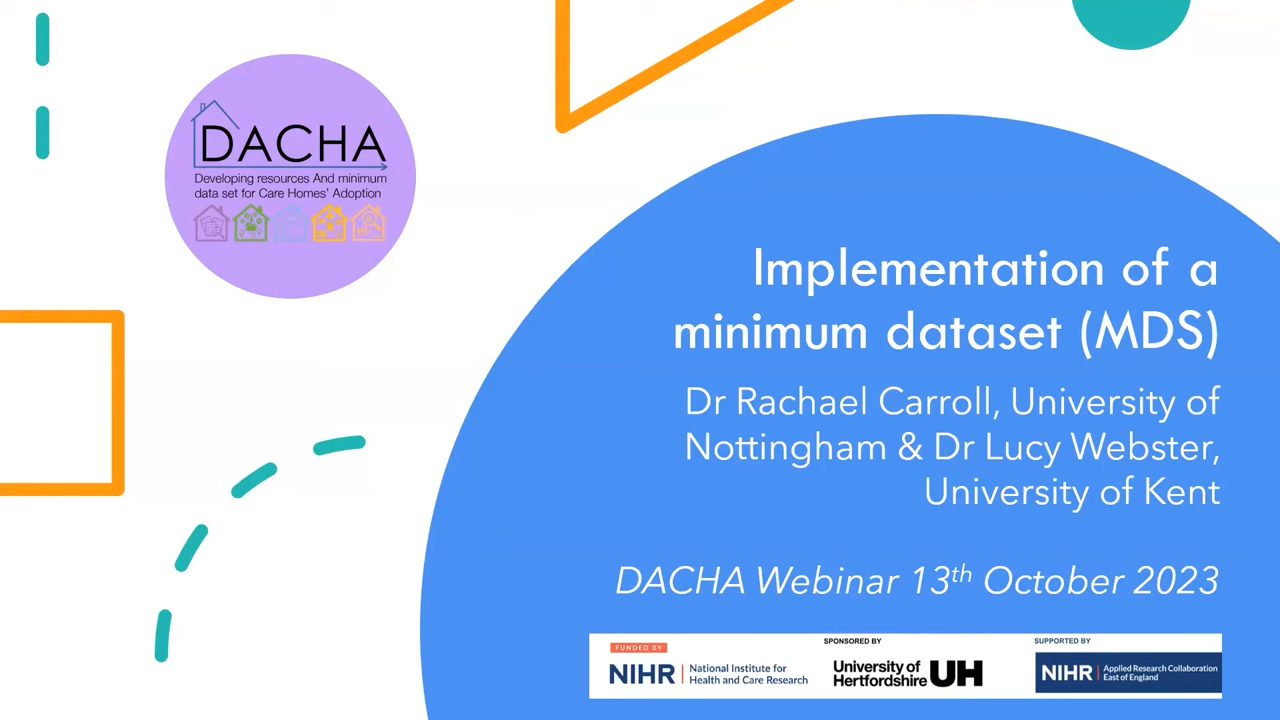 DACHA
Developing resources And minimum
data set for Care Homes' Adoption
Implementation of a
minimum dataset (MDS)
Dr Rachael Carroll, University of
Nottingham & Dr Lucy Webster,
University of Kent
DACHA Webinar 13th October 2023
FUNDED BY
NIHR | National Institute for
Health and Care Research
SPONSORED BY
University of
Hertfordshire UH
SUPPORTED BY
NIHR | Applied Research Collaboration
East of England